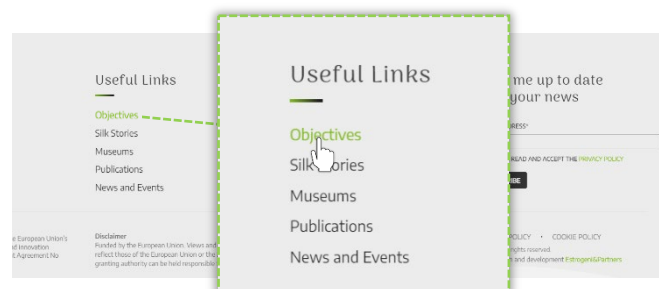 Useful Links
Objectives
Silk Stories
Museums
Publications
News and Events
Useful Links
Objectives
Silk Stories
Museums
Publications
News and Events
me up to date
your news
READ AND ACCEPT THE PRIVACY POLICY
e European Union's
Innovation
t Agreement No
Disclaimer
Funded by the European Union. Views and
reflect those of the European Union or the
granting authority can be held responsible
POLICY • COOKIE POLICY
rights reserved.
and development Estrogeni&Partners